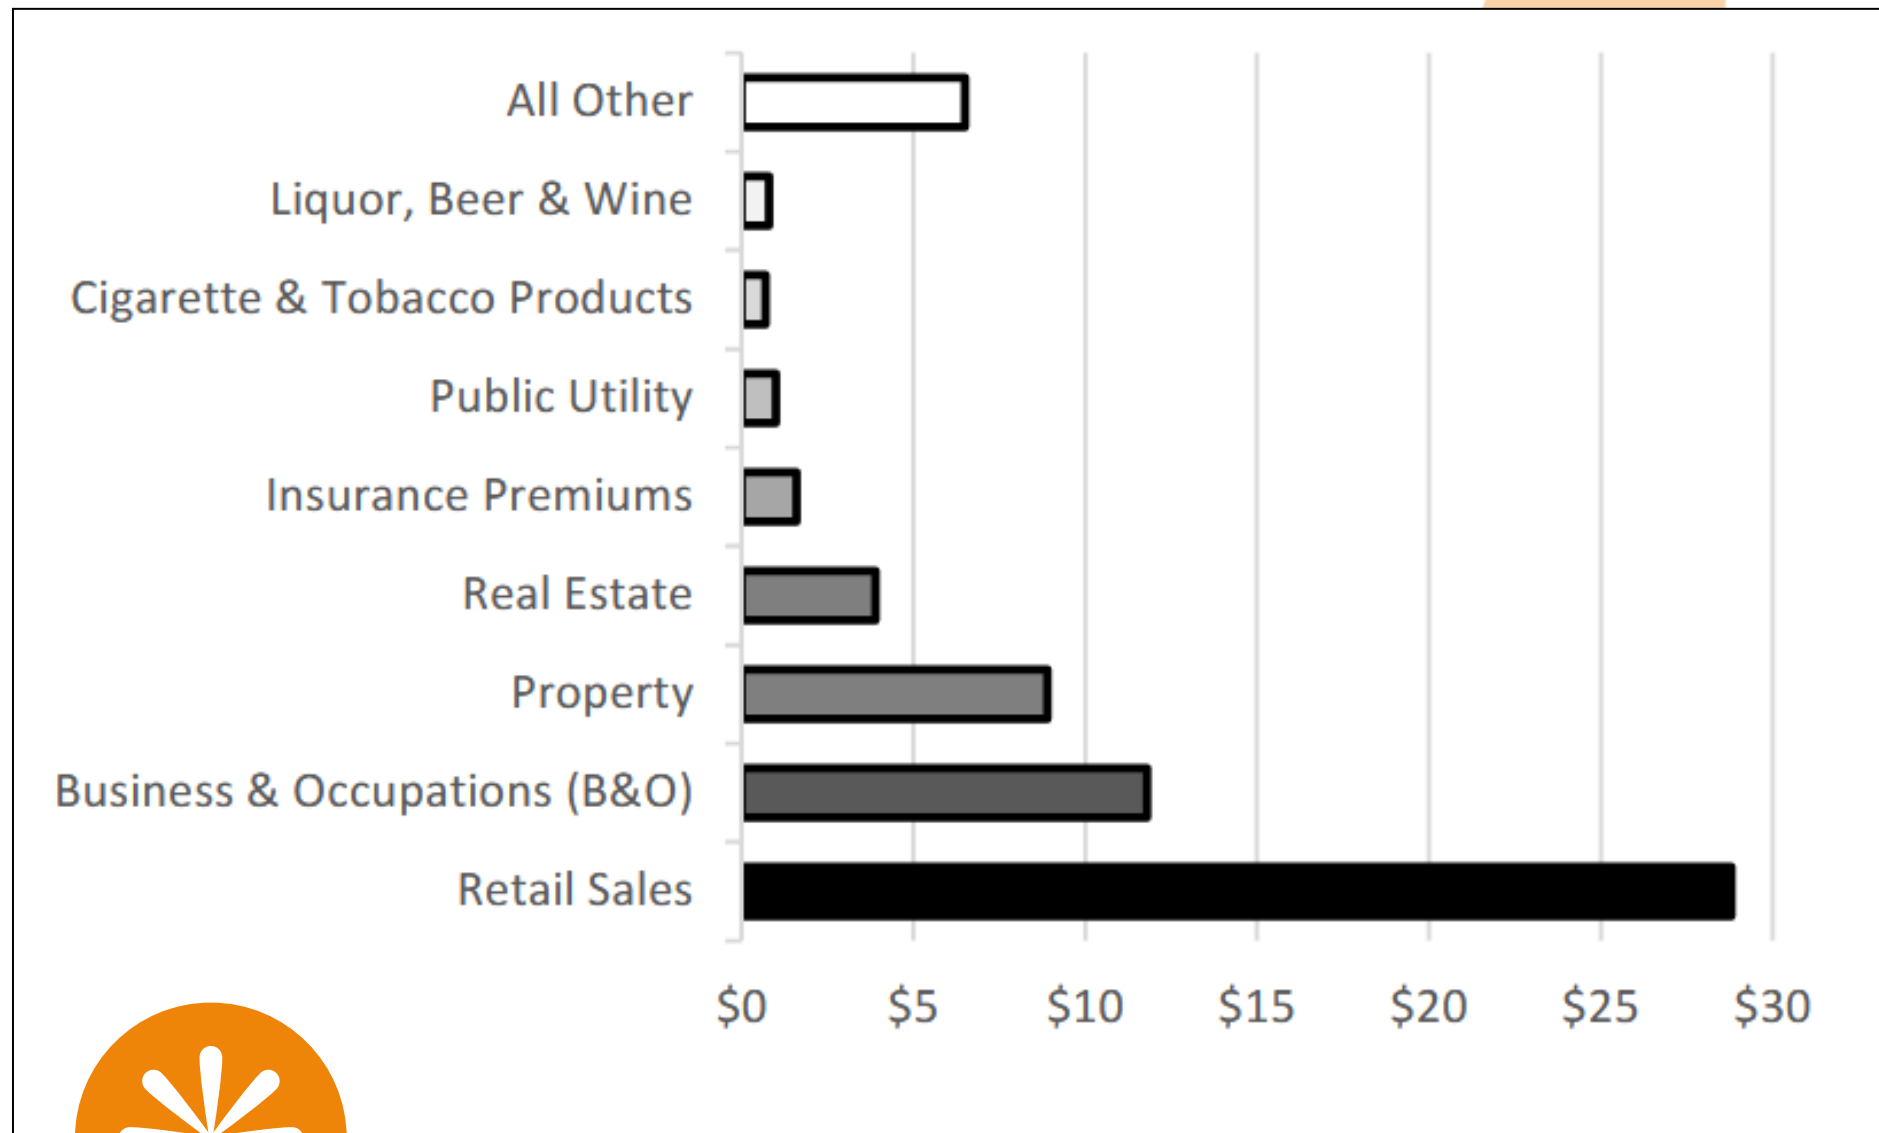 All Other
Liquor, Beer & Wine
Cigarette & Tobacco Products
Public Utility
Insurance Premiums
Real Estate
Property
Business & Occupations (B&O)
Retail Sales
$0 $5 $10 $15 $20 $25 $30